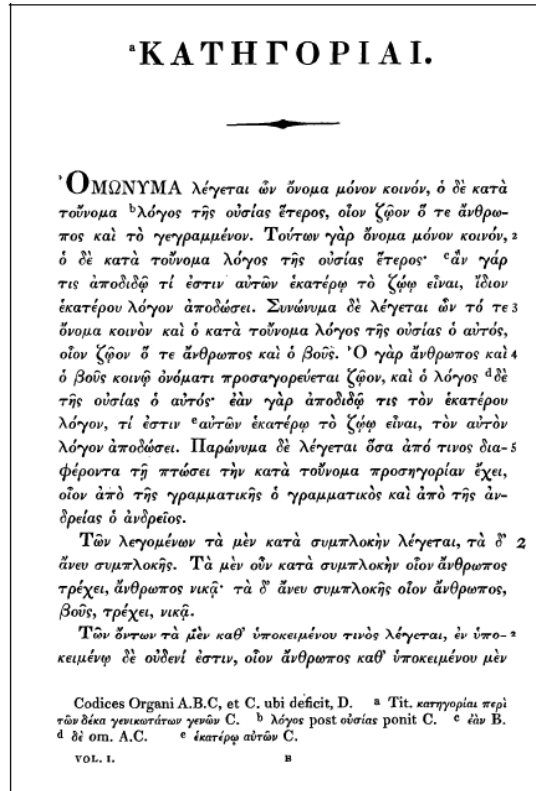 ᵃΚΑΤΗΓΟΡΙΑΙ.
ὉΜΩΝΥΜΑ λέγεται ὧν ὄνομα μόνον κοινόν, ὁ δὲ κατὰ
τοὔνομα ᵇλόγος τῆς οὐσίας ἕτερος, οἷον ζῷον ὅ τε ἄνθρω-
πος καὶ τὸ γεγραμμένον. Τούτων γὰρ ὄνομα μόνον κοινόν, 2
ὁ δὲ κατὰ τοὔνομα λόγος τῆς οὐσίας ἕτερος· ᶜἂν γάρ
τις ἀποδιδῷ τί ἐστιν αὐτῶν ἑκατέρῳ τὸ ζῴῳ εἶναι, ἴδιον
ἑκατέρου λόγον ἀποδώσει. Συνώνυμα δὲ λέγεται ὧν τό τε 3
ὄνομα κοινὸν καὶ ὁ κατὰ τοὔνομα λόγος τῆς οὐσίας ὁ αὐτός,
οἷον ζῷον ὅ τε ἄνθρωπος καὶ ὁ βοῦς. Ὁ γὰρ ἄνθρωπος καὶ 4
ὁ βοῦς κοινῷ ὀνόματι προσαγορεύεται ζῷον, καὶ ὁ λόγος ᵈδὲ
τῆς οὐσίας ὁ αὐτός· ἐὰν γὰρ ἀποδιδῷ τις τὸν ἑκατέρου
λόγον, τί ἐστιν ᵉαὐτῶν ἑκατέρῳ τὸ ζῴῳ εἶναι, τὸν αὐτὸν
λόγον ἀποδώσει. Παρώνυμα δὲ λέγεται ὅσα ἀπό τινος δια- 5
φέροντα τῇ πτώσει τὴν κατὰ τοὔνομα προσηγορίαν ἔχει,
οἷον ἀπὸ τῆς γραμματικῆς ὁ γραμματικὸς καὶ ἀπὸ τῆς ἀν-
δρείας ὁ ἀνδρεῖος.
Τῶν λεγομένων τὰ μὲν κατὰ συμπλοκὴν λέγεται, τὰ δ' 2
ἄνευ συμπλοκῆς. Τὰ μὲν οὖν κατὰ συμπλοκὴν οἷον ἄνθρωπος
τρέχει, ἄνθρωπος νικᾷ· τὰ δ' ἄνευ συμπλοκῆς οἷον ἄνθρωπος,
βοῦς, τρέχει, νικᾷ.
Τῶν ὄντων τὰ μὲν καθ' ὑποκειμένου τινὸς λέγεται, ἐν ὑπο- 2
κειμένῳ δὲ οὐδενί ἐστιν, οἷον ἄνθρωπος καθ' ὑποκειμένου μὲν
Codices Organi A.B.C, et C. ubi deficit, D. ᵃ Tit. κατηγορίαι περὶ
τῶν δέκα γενικωτάτων γενῶν C. ᵇ λόγος post οὐσίας ponit C. ᶜ ἐὰν B.
ᵈ δὲ om. A.C. ᵉ ἑκατέρῳ αὐτῶν C.
VOL. I. B